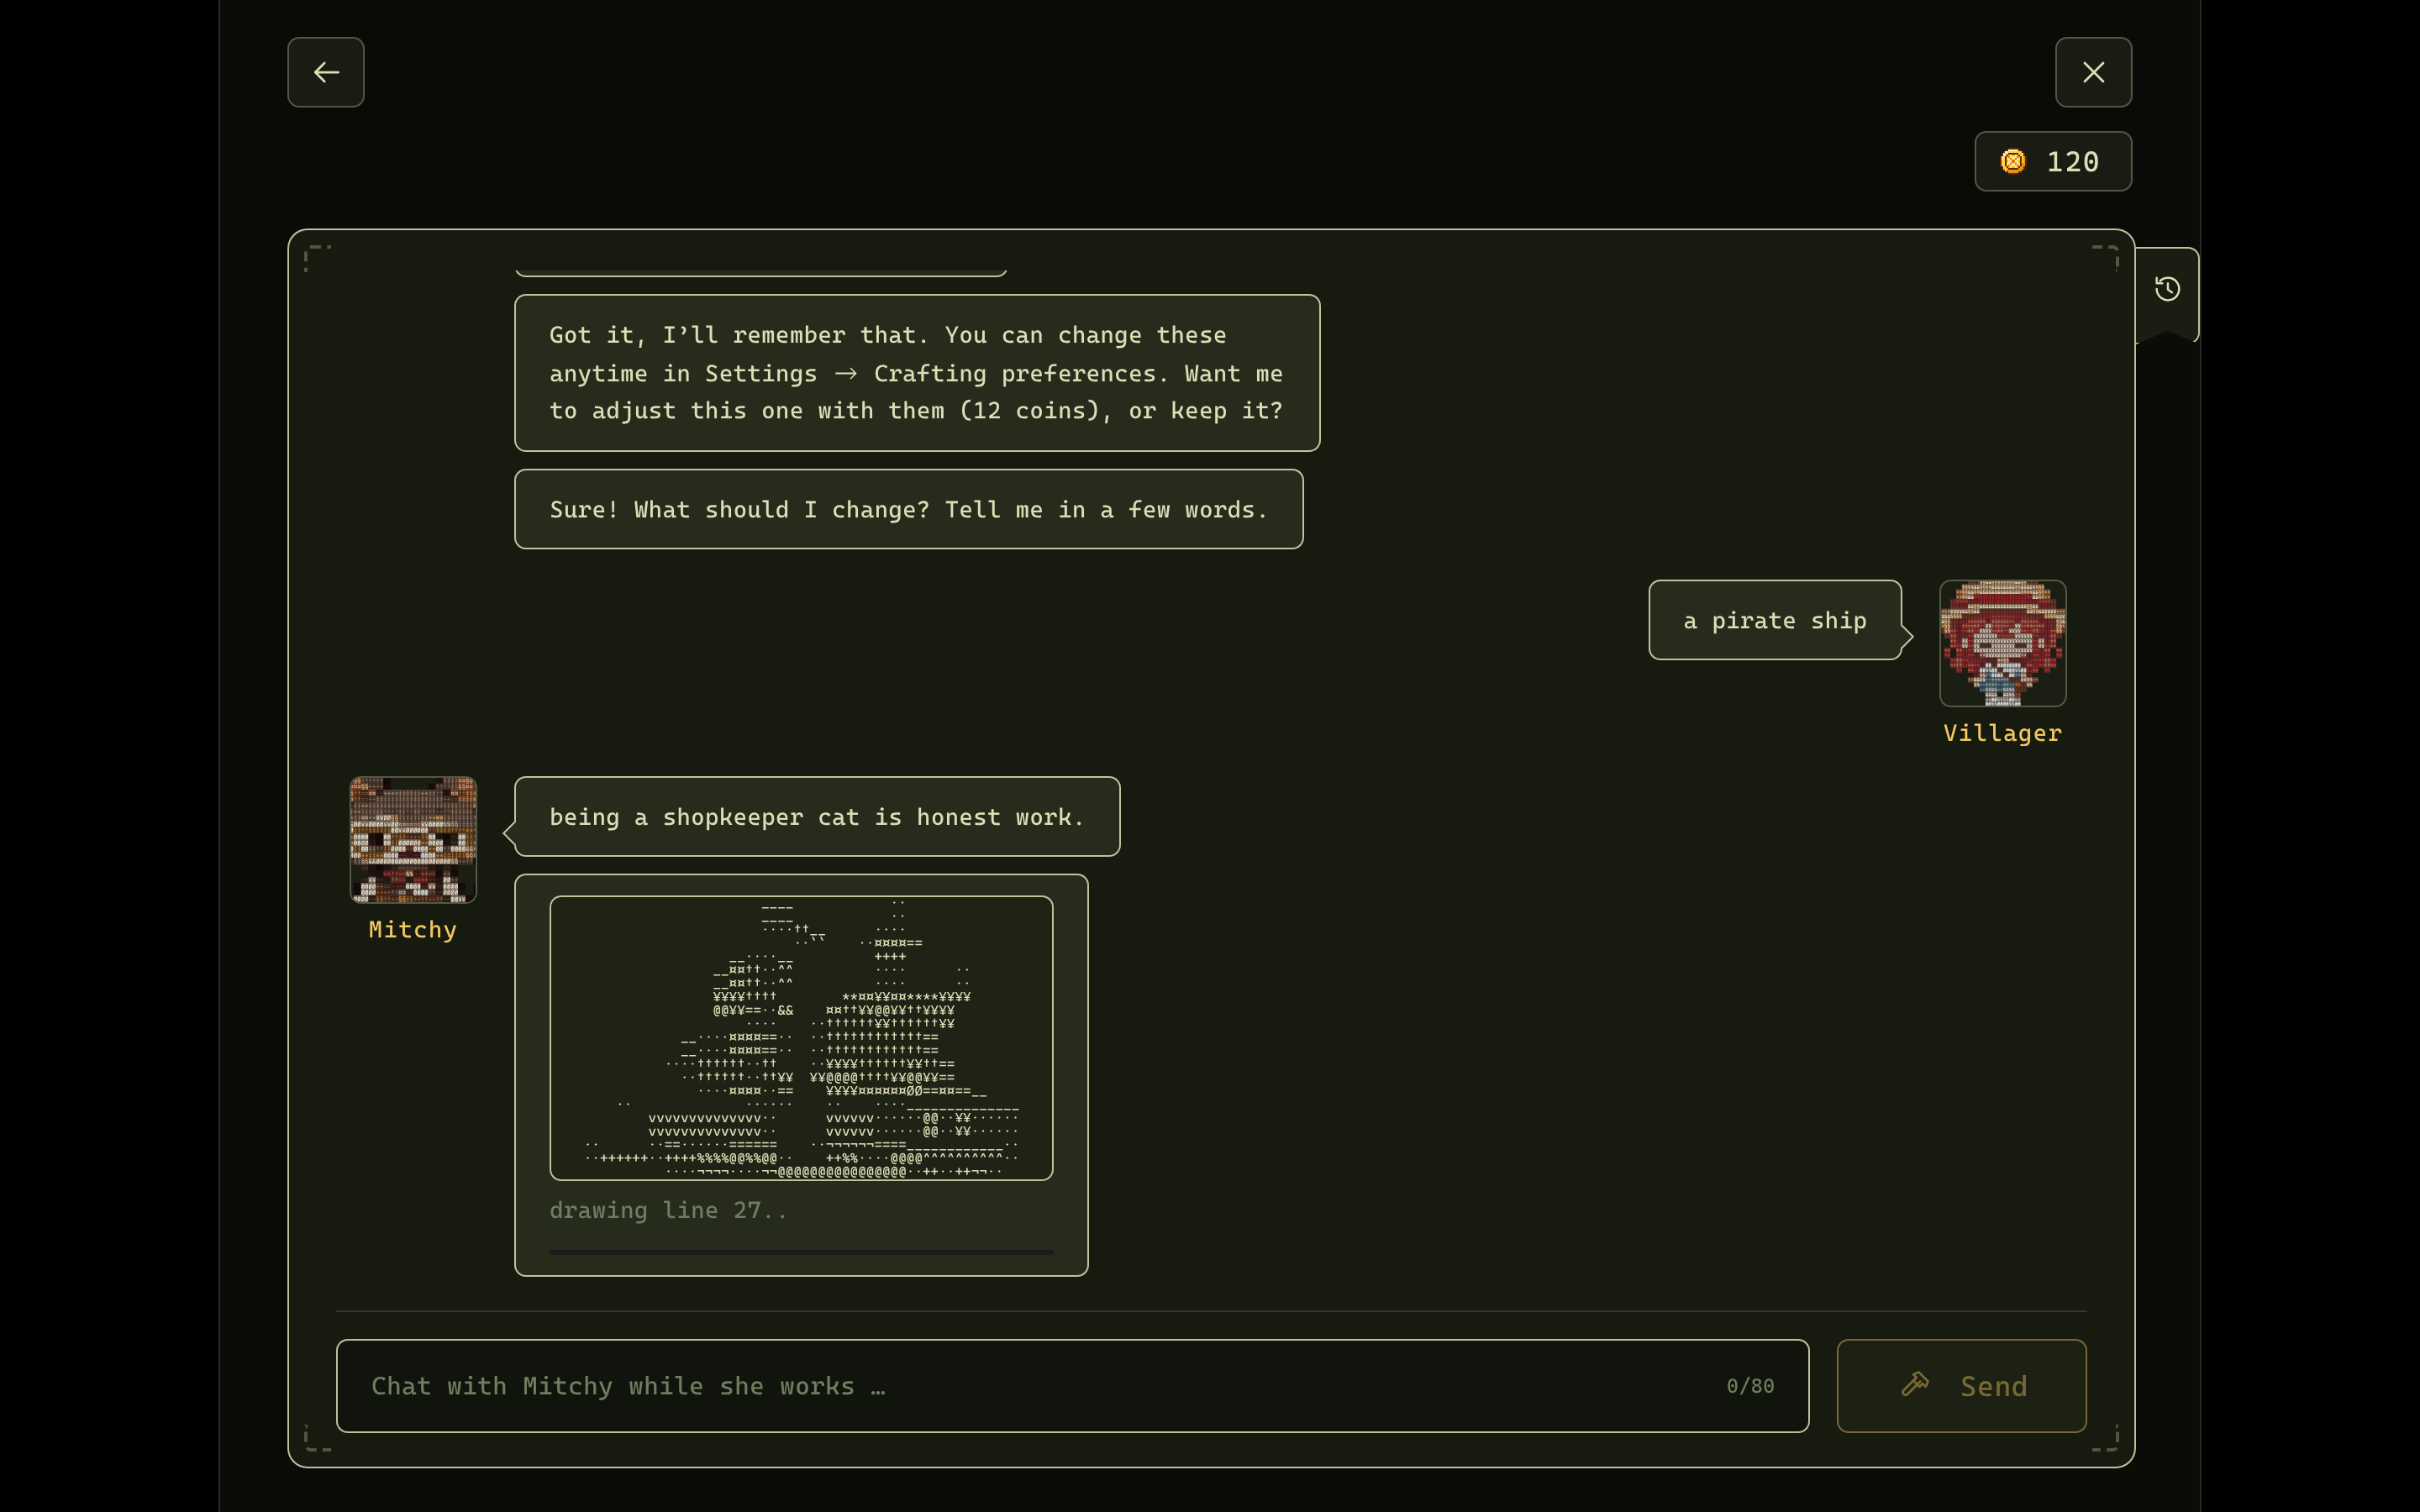 120
Got it, I’ll remember that. You can change these
anytime in Settings → Crafting preferences. Want me
to adjust this one with them (12 coins), or keep it?
Sure! What should I change? Tell me in a few words.
a pirate ship
Villager
being a shopkeeper cat is honest work.
Mitchy
drawing line 27..
Chat with Mitchy while she works …
0/80
Send